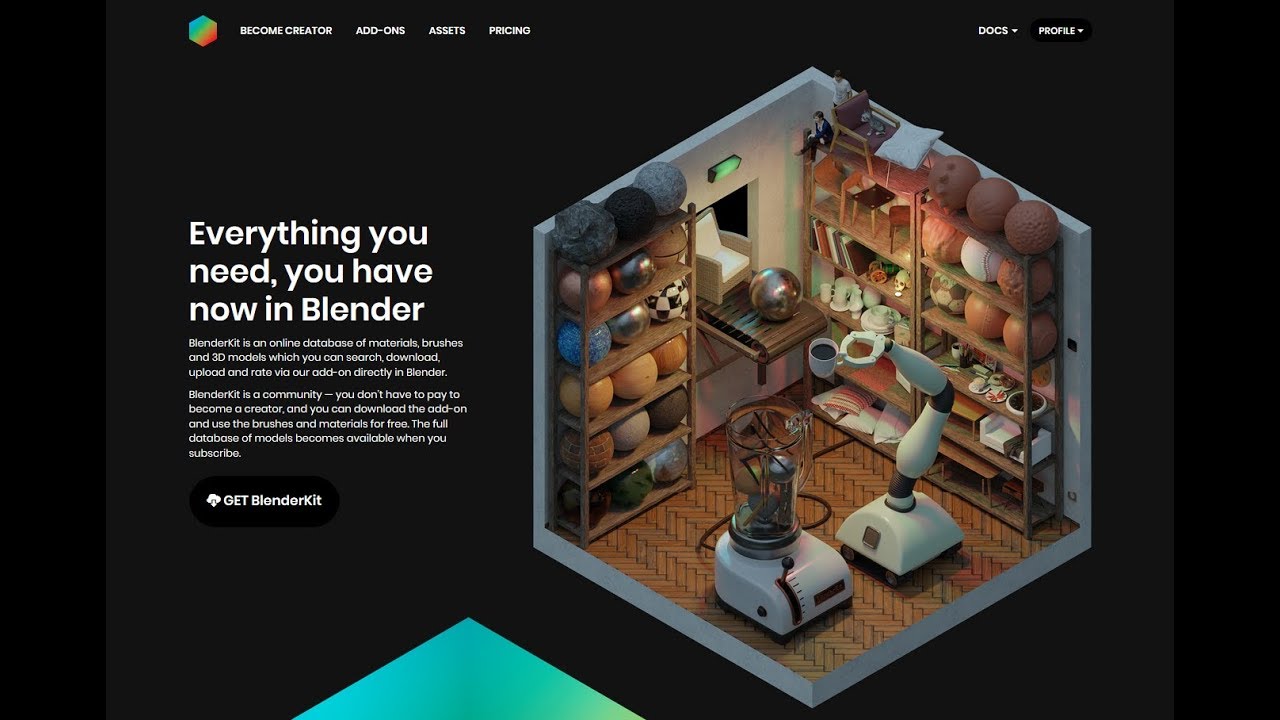 BECOME CREATOR
ADD-ONS
ASSETS
PRICING
DOCS
PROFILE
Everything you
need, you have
now in Blender
BlenderKit is an online database of materials, brushes
and 3D models which you can search, download,
upload and rate via our add-on directly in Blender.
BlenderKit is a community — you don't have to pay to
become a creator, and you can download the add-on
and use the brushes and materials for free. The full
database of models becomes available when you
subscribe.
GET BlenderKit